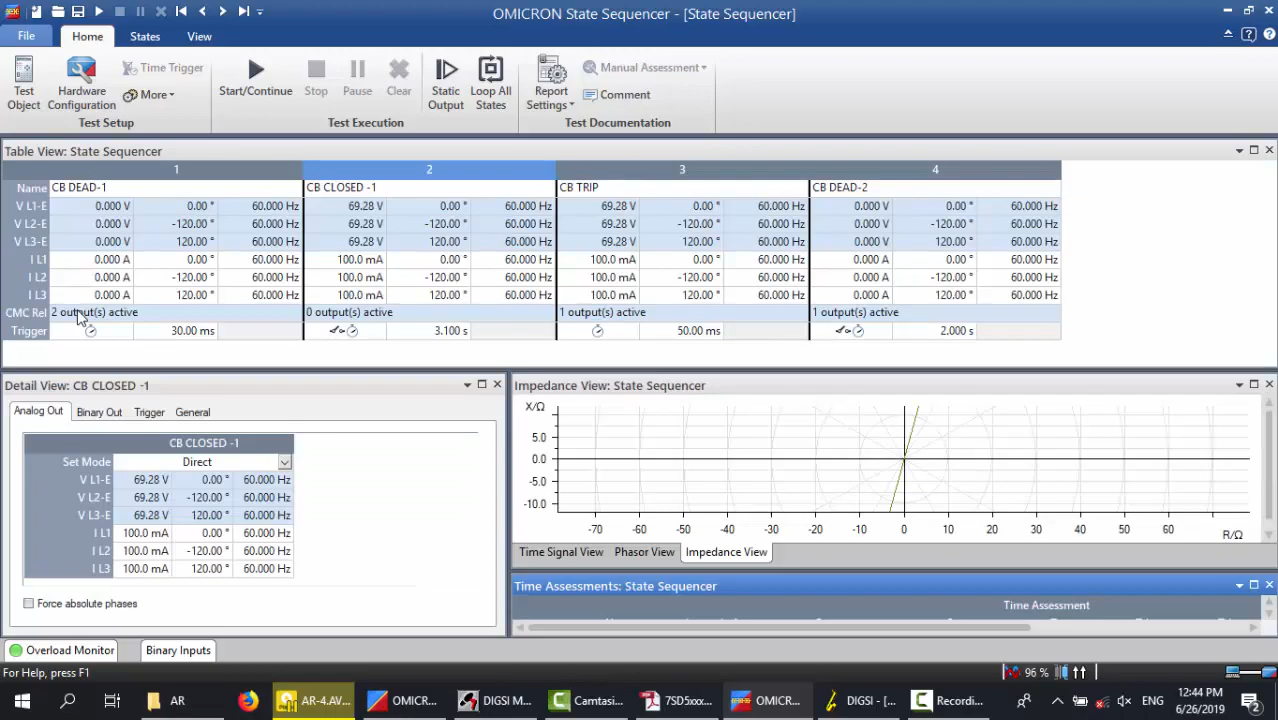 OMICRON State Sequencer - [State Sequencer]
File Home States View
Test Object
Hardware Configuration
Time Trigger
More
Test Setup
Start/Continue
Stop
Pause
Clear
Static Output
Loop All States
Test Execution
Report Settings
Manual Assessment
Comment
Test Documentation
Table View: State Sequencer
1 2 3 4
Name CB DEAD-1 CB CLOSED -1 CB TRIP CB DEAD-2
V L1-E 0.000 V 0.00 ° 60.000 Hz 69.28 V 0.00 ° 60.000 Hz 69.28 V 0.00 ° 60.000 Hz 0.000 V 0.00 ° 60.000 Hz
V L2-E 0.000 V -120.00 ° 60.000 Hz 69.28 V -120.00 ° 60.000 Hz 69.28 V -120.00 ° 60.000 Hz 0.000 V -120.00 ° 60.000 Hz
V L3-E 0.000 V 120.00 ° 60.000 Hz 69.28 V 120.00 ° 60.000 Hz 69.28 V 120.00 ° 60.000 Hz 0.000 V 120.00 ° 60.000 Hz
I L1 0.000 A 0.00 ° 60.000 Hz 100.0 mA 0.00 ° 60.000 Hz 100.0 mA 0.00 ° 60.000 Hz 0.000 A 0.00 ° 60.000 Hz
I L2 0.000 A -120.00 ° 60.000 Hz 100.0 mA -120.00 ° 60.000 Hz 100.0 mA -120.00 ° 60.000 Hz 0.000 A -120.00 ° 60.000 Hz
I L3 0.000 A 120.00 ° 60.000 Hz 100.0 mA 120.00 ° 60.000 Hz 100.0 mA 120.00 ° 60.000 Hz 0.000 A 120.00 ° 60.000 Hz
CMC Rel 2 output(s) active 0 output(s) active 1 output(s) active 1 output(s) active
Trigger 30.00 ms 3.100 s 50.00 ms 2.000 s
Detail View: CB CLOSED -1
Analog Out Binary Out Trigger General
CB CLOSED -1
Set Mode Direct
V L1-E 69.28 V 0.00 ° 60.000 Hz
V L2-E 69.28 V -120.00 ° 60.000 Hz
V L3-E 69.28 V 120.00 ° 60.000 Hz
I L1 100.0 mA 0.00 ° 60.000 Hz
I L2 100.0 mA -120.00 ° 60.000 Hz
I L3 100.0 mA 120.00 ° 60.000 Hz
Force absolute phases
Impedance View: State Sequencer
X/Ω
5.0
0.0
-5.0
-10.0
-70 -60 -50 -40 -30 -20 -10 0 10 20 30 40 50 60
R/Ω
Time Signal View Phasor View Impedance View
Time Assessments: State Sequencer
Time Assessment
Overload Monitor Binary Inputs
For Help, press F1
96 %
AR
AR-4.AV...
OMICR...
DIGSI M...
Camtasi...
7SD5xxx...
OMICR...
DIGSI - [...
Recordi...
ENG
12:44 PM
6/26/2019
2